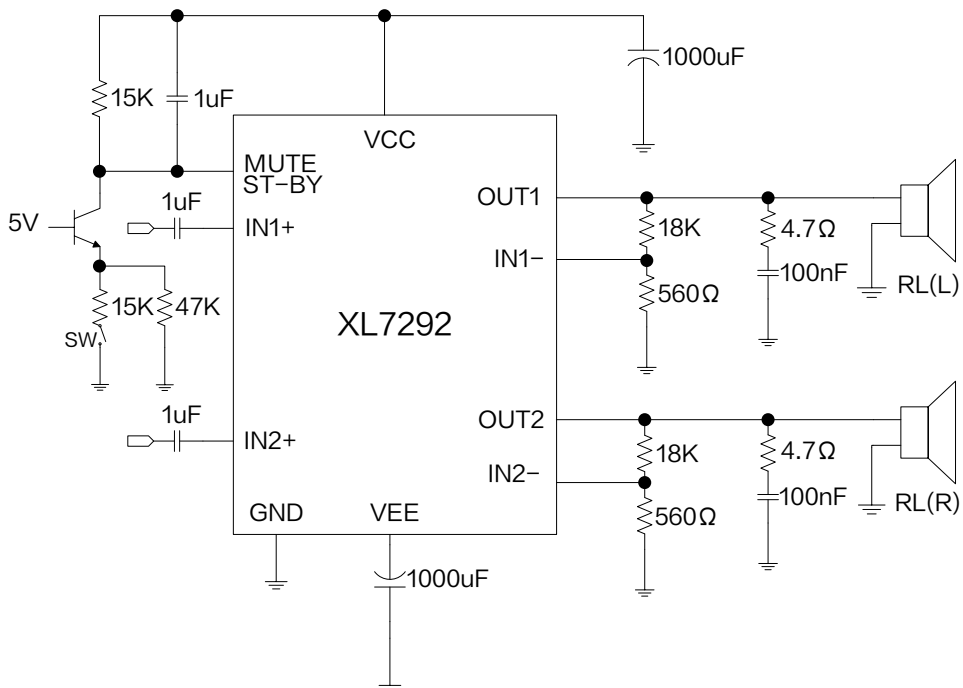 1000uF
15K
1uF
VCC
MUTE
ST-BY
1uF
OUT1
5V
IN1+
18K
4.7Ω
IN1-
100nF
15K
47K
560Ω
RL(L)
XL7292
SW
1uF
OUT2
IN2+
18K
4.7Ω
IN2-
100nF
GND
VEE
560Ω
RL(R)
1000uF